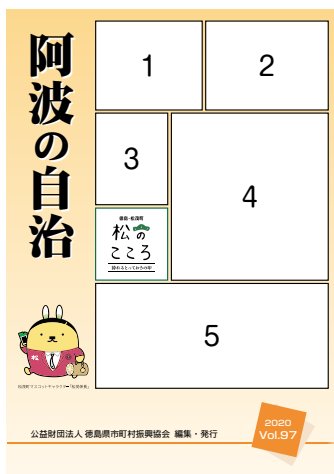 阿波の自治
1
2
3
4
徳島・松茂町
松の
こころ
5
公益財団法人 徳島県市町村振興協会 編集・発行
2020
Vol.97